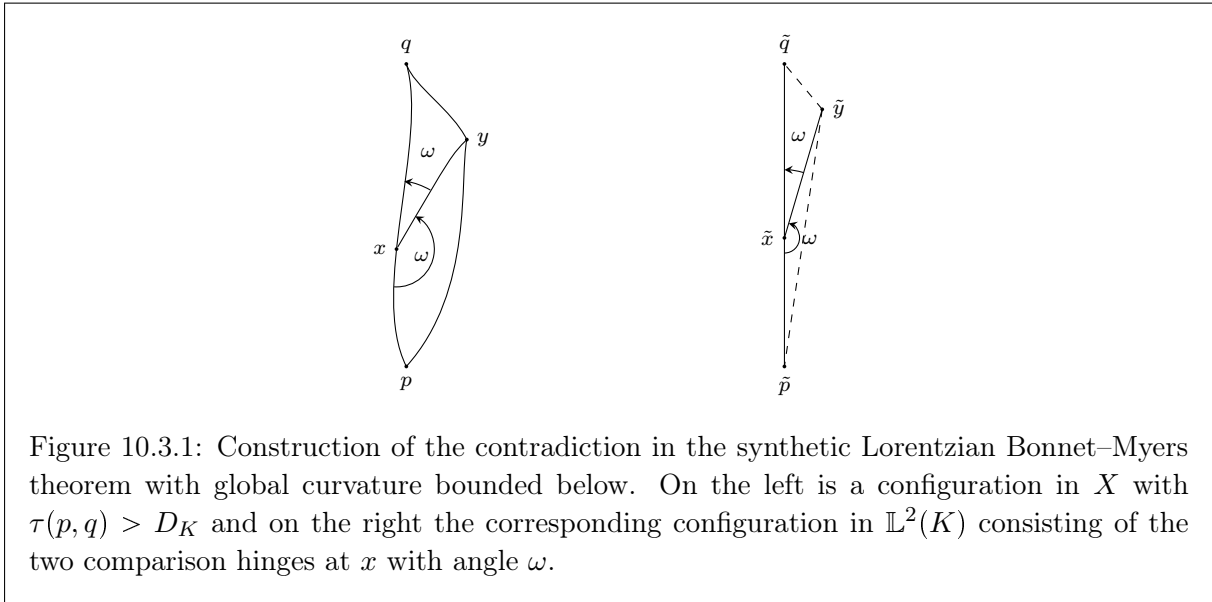 q
q̃
y
ỹ
ω
ω
x
ω
x̃
ω
p
p̃
Figure 10.3.1: Construction of the contradiction in the synthetic Lorentzian Bonnet–Myers
theorem with global curvature bounded below. On the left is a configuration in X with
τ(p, q) > D_K and on the right the corresponding configuration in 𝕃²(K) consisting of the
two comparison hinges at x with angle ω.